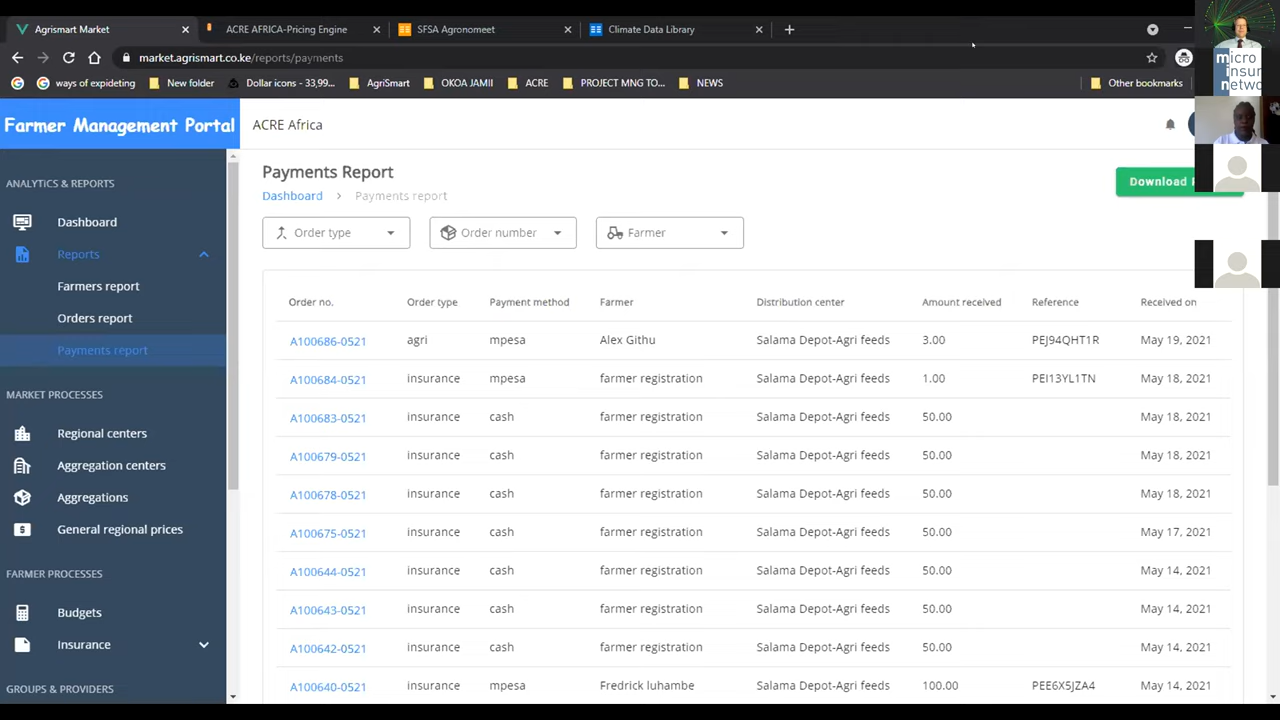 Agrismart Market
ACRE AFRICA-Pricing Engine
SFSA Agronomeet
Climate Data Library
market.agrismart.co.ke/reports/payments
ways of expideting
New folder
Dollar icons - 33,99...
AgriSmart
OKOA JAMII
ACRE
PROJECT MNG TO...
NEWS
Other bookmarks
micro
insur
netwo
Farmer Management Portal
ACRE Africa
ANALYTICS & REPORTS
Dashboard
Reports
Farmers report
Orders report
Payments report
MARKET PROCESSES
Regional centers
Aggregation centers
Aggregations
General regional prices
FARMER PROCESSES
Budgets
Insurance
GROUPS & PROVIDERS
Payments Report
Dashboard > Payments report
Download
Order type Order number Farmer
Order no. Order type Payment method Farmer Distribution center Amount received Reference Received on
A100686-0521 agri mpesa Alex Githu Salama Depot-Agri feeds 3.00 PEJ94QHT1R May 19, 2021
A100684-0521 insurance mpesa farmer registration Salama Depot-Agri feeds 1.00 PEI13YL1TN May 18, 2021
A100683-0521 insurance cash farmer registration Salama Depot-Agri feeds 50.00 May 18, 2021
A100679-0521 insurance cash farmer registration Salama Depot-Agri feeds 50.00 May 18, 2021
A100678-0521 insurance cash farmer registration Salama Depot-Agri feeds 50.00 May 18, 2021
A100675-0521 insurance cash farmer registration Salama Depot-Agri feeds 50.00 May 17, 2021
A100644-0521 insurance cash farmer registration Salama Depot-Agri feeds 50.00 May 14, 2021
A100643-0521 insurance cash farmer registration Salama Depot-Agri feeds 50.00 May 14, 2021
A100642-0521 insurance cash farmer registration Salama Depot-Agri feeds 50.00 May 14, 2021
A100640-0521 insurance mpesa Fredrick luhambe Salama Depot-Agri feeds 100.00 PEE6X5JZA4 May 14, 2021